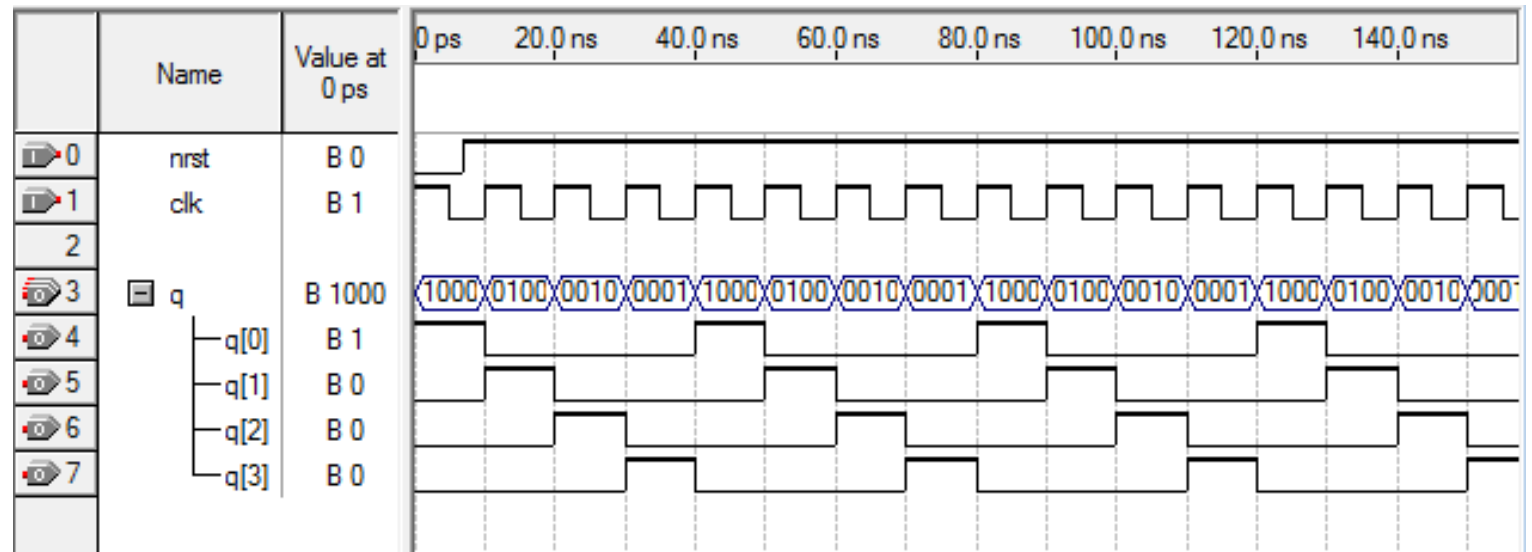 Name
Value at
0 ps
0 ps 20.0 ns 40.0 ns 60.0 ns 80.0 ns 100.0 ns 120.0 ns 140.0 ns
0 nrst B 0
1 clk B 1
2
3 q B 1000 1000 0100 0010 0001 1000 0100 0010 0001 1000 0100 0010 0001 1000 0100 0010 0001
4 q[0] B 1
5 q[1] B 0
6 q[2] B 0
7 q[3] B 0